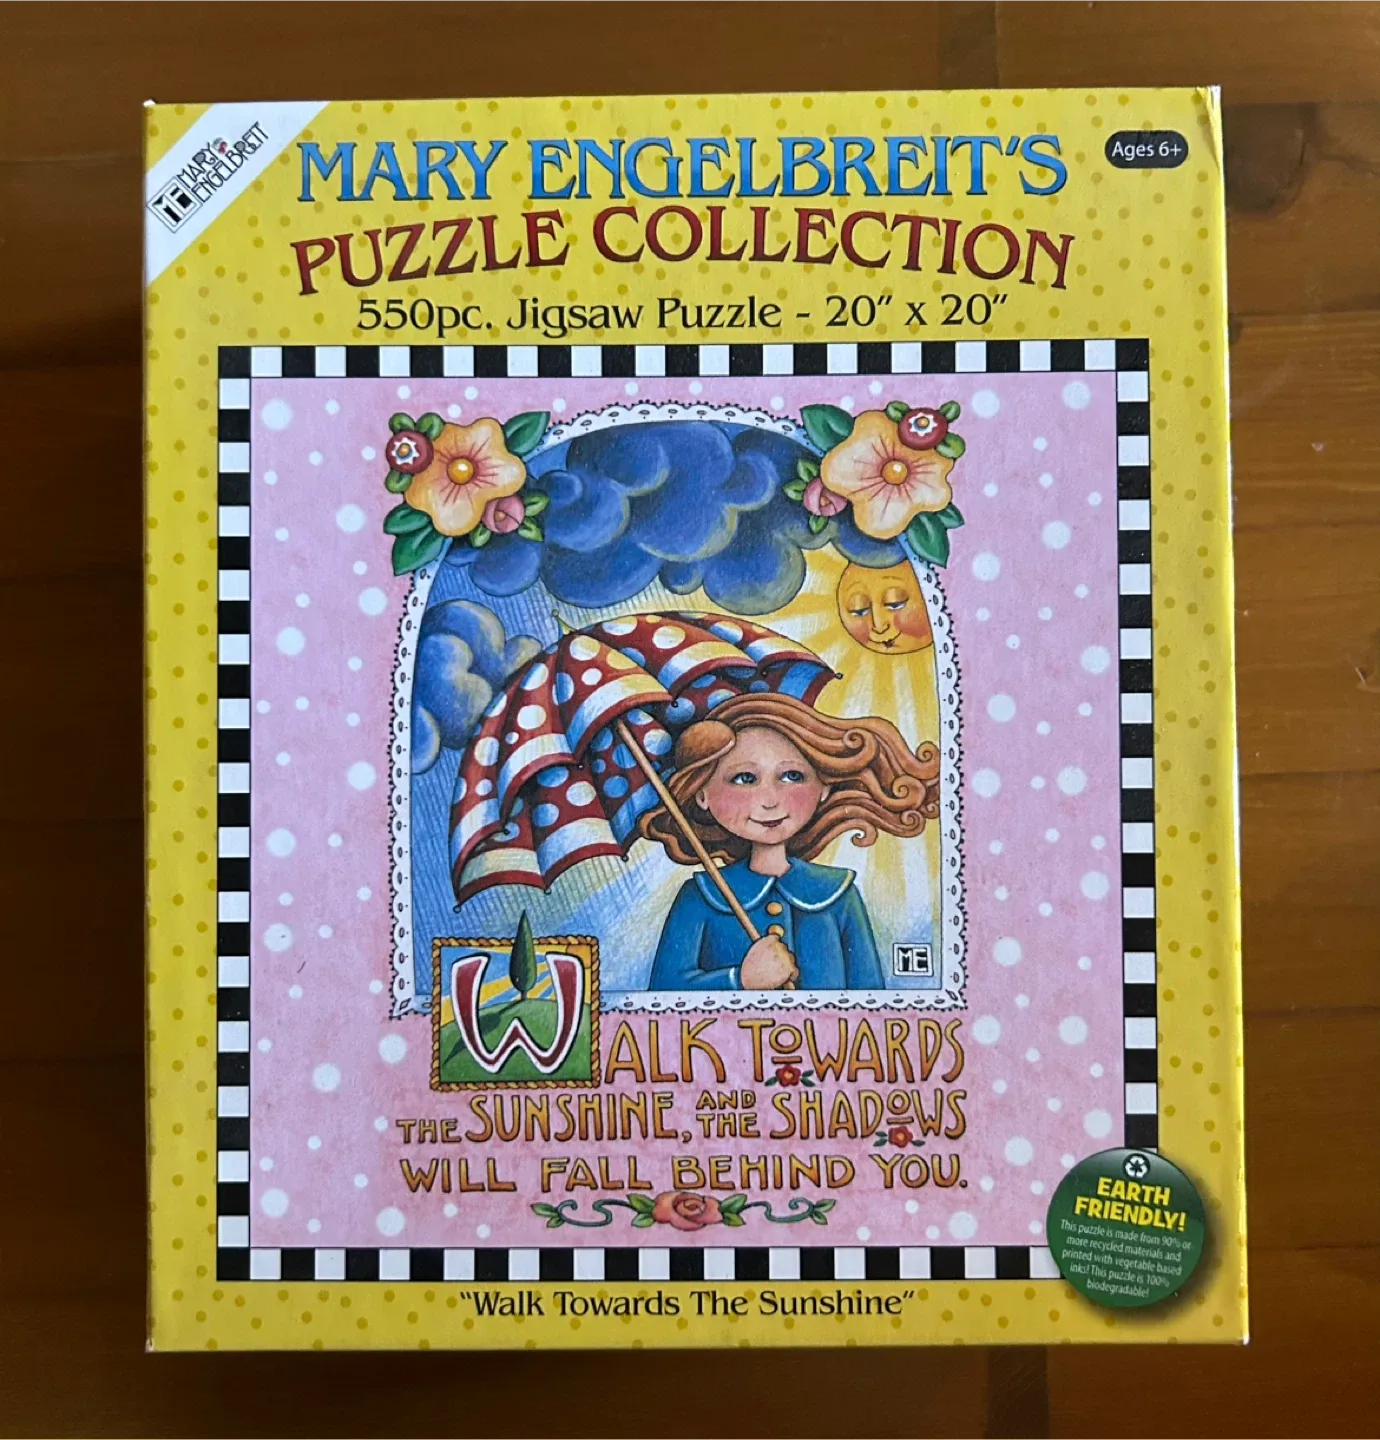 ME MARY
ENGELBREIT
MARY ENGELBREIT'S
Ages 6+
PUZZLE COLLECTION
550pc. Jigsaw Puzzle - 20" x 20"
ME
WALK TOWARDS
THE SUNSHINE, AND THE SHADOWS
WILL FALL BEHIND YOU.
EARTH
FRIENDLY!
This puzzle is made from 90% or
more recycled materials and
printed with vegetable based
inks! This puzzle is 100%
biodegradable!
"Walk Towards The Sunshine"